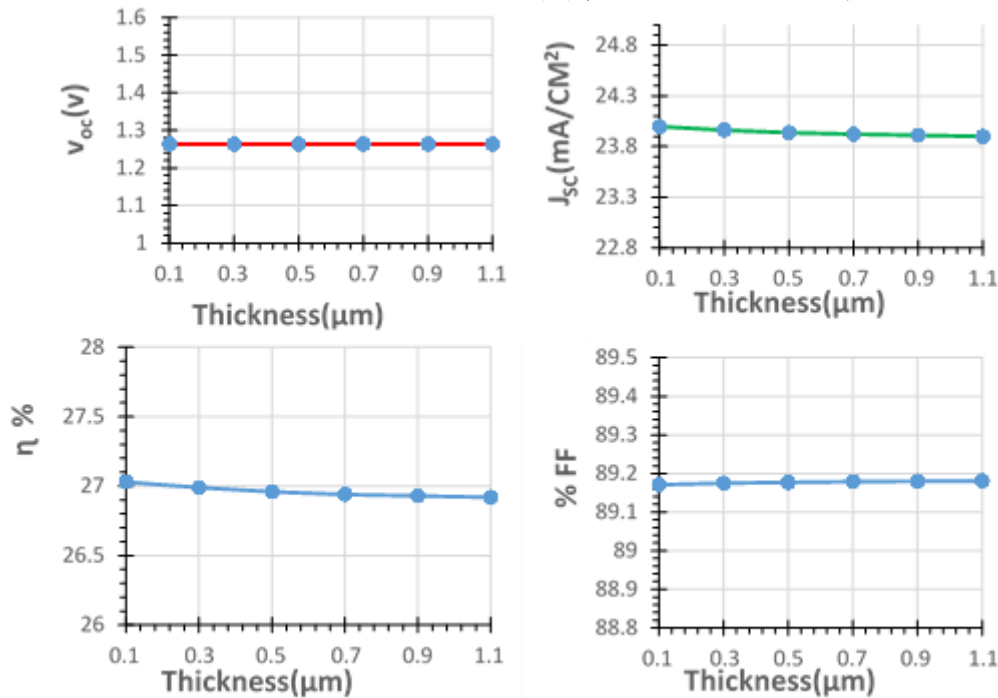 1.6
1.5
1.4
1.3
1.2
1.1
1
v_oc(v)
0.1 0.3 0.5 0.7 0.9 1.1
Thickness(μm)
24.8
24.3
23.8
23.3
22.8
J_SC(mA/CM²)
0.1 0.3 0.5 0.7 0.9 1.1
Thickness(μm)
28
27.5
27
26.5
26
η %
0.1 0.3 0.5 0.7 0.9 1.1
Thickness(μm)
89.5
89.4
89.3
89.2
89.1
89
88.9
88.8
% FF
0.1 0.3 0.5 0.7 0.9 1.1
Thickness(μm)